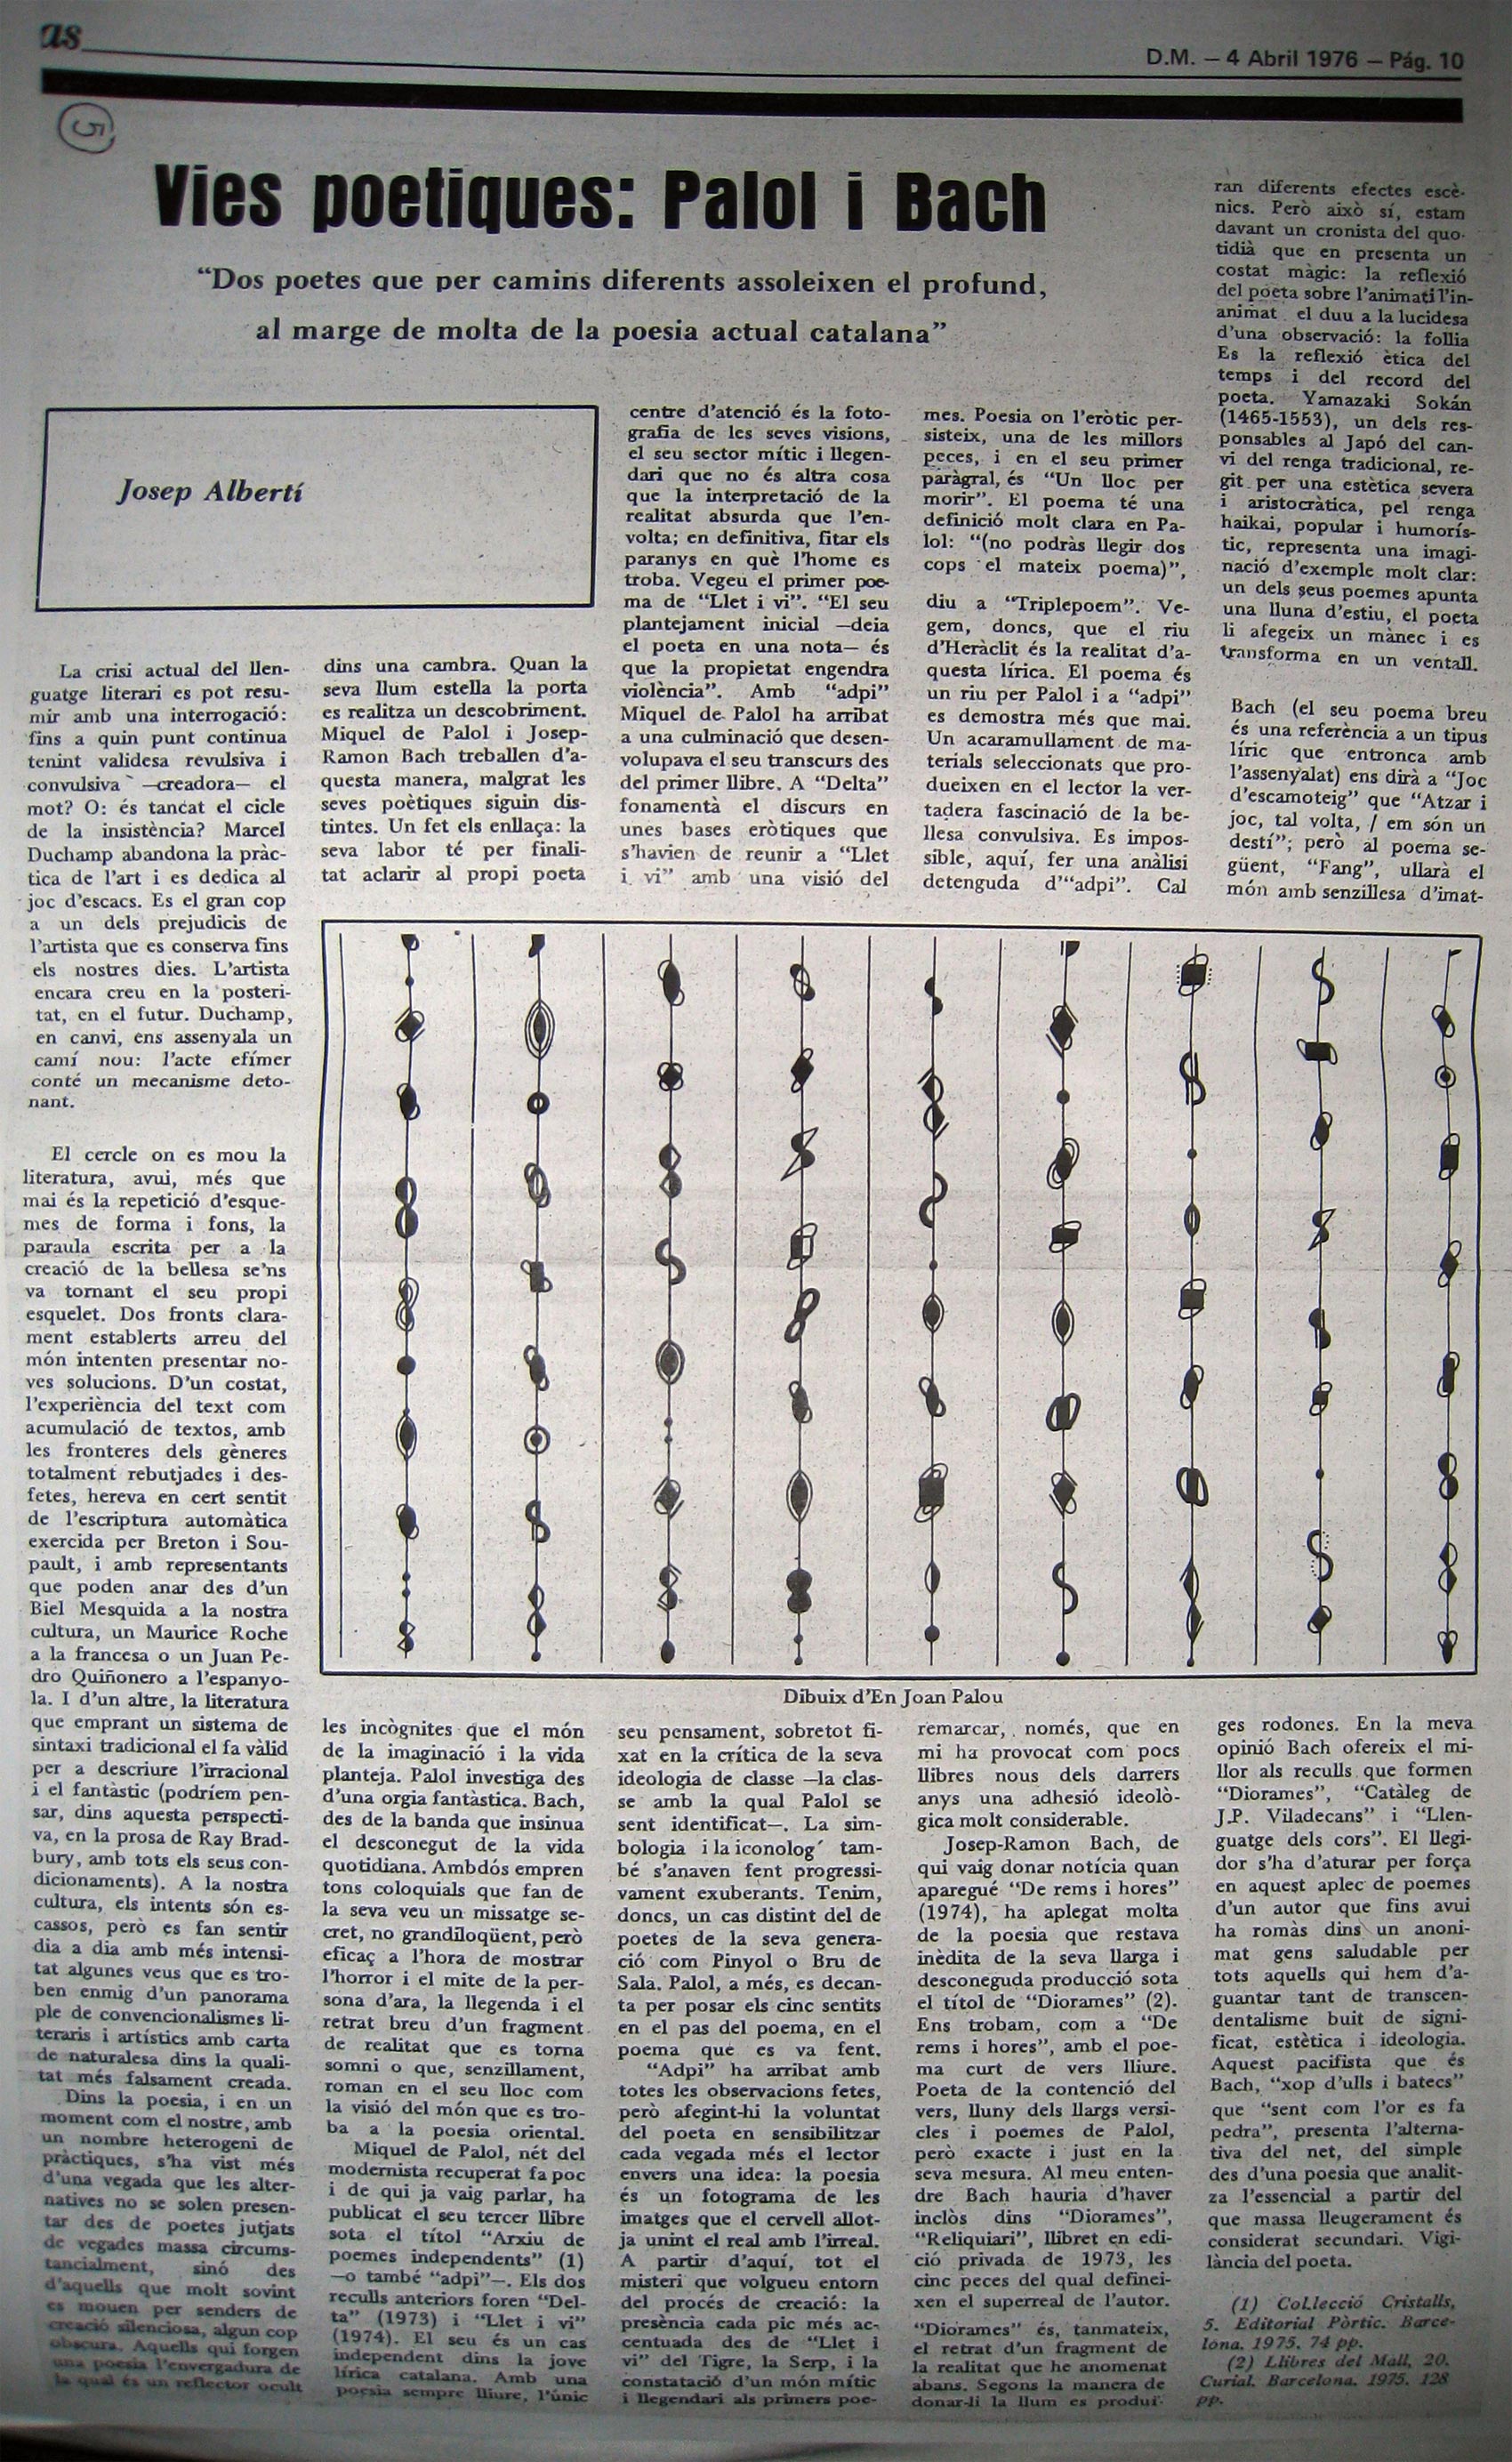 as
D.M. — 4 Abril 1976 — Pág. 10
5
Vies poetiques: Palol i Bach
“Dos poetes que per camins diferents assoleixen el profund,
al marge de molta de la poesia actual catalana”
Josep Albertí
La crisi actual del llen-
guatge literari es pot resu-
mir amb una interrogació:
fins a quin punt continua
tenint validesa revulsiva i
convulsiva —creadora— el
mot? O: és tancat el cicle
de la insistència? Marcel
Duchamp abandona la pràc-
tica de l'art i es dedica al
joc d'escacs. Es el gran cop
a un dels prejudicis de
l'artista que es conserva fins
els nostres dies. L'artista
encara creu en la posteri-
tat, en el futur. Duchamp,
en canvi, ens assenyala un
camí nou: l'acte efímer
conté un mecanisme deto-
nant.
El cercle on es mou la
literatura, avui, més que
mai és la repetició d'esque-
mes de forma i fons, la
paraula escrita per a la
creació de la bellesa se'ns
va tornant el seu propi
esquelet. Dos fronts clara-
ment establerts arreu del
món intenten presentar no-
ves solucions. D'un costat,
l'experiència del text com
acumulació de textos, amb
les fronteres dels gèneres
totalment rebutjades i des-
fetes, hereva en cert sentit
de l'escriptura automàtica
exercida per Breton i Sou-
pault, i amb representants
que poden anar des d'un
Biel Mesquida a la nostra
cultura, un Maurice Roche
a la francesa o un Juan Pe-
dro Quiñonero a l'espanyo-
la. I d'un altre, la literatura
que emprant un sistema de
sintaxi tradicional el fa vàlid
per a descriure l'irracional
i el fantàstic (podríem pen-
sar, dins aquesta perspecti-
va, en la prosa de Ray Brad-
bury, amb tots els seus con-
dicionaments). A la nostra
cultura, els intents són es-
cassos, però es fan sentir
dia a dia amb més intensi-
tat algunes veus que es tro-
ben enmig d'un panorama
ple de convencionalismes li-
teraris i artístics amb carta
de naturalesa dins la quali-
tat més falsament creada.
Dins la poesia, i en un
moment com el nostre, amb
un nombre heterogeni de
pràctiques, s'ha vist més
d'una vegada que les alter-
natives no se solen presen-
tar des de poetes jutjats
de vegades massa circums-
tancialment, sinó des
d'aquells que molt sovint
es mouen per senders de
creació silenciosa, algun cop
obscura. Aquells qui forgen
una poesia l'envergadura de
la qual és un reflector ocult
dins una cambra. Quan la
seva llum estella la porta
es realitza un descobriment.
Miquel de Palol i Josep-
Ramon Bach treballen d'a-
questa manera, malgrat les
seves poètiques siguin dis-
tintes. Un fet els enllaça: la
seva labor té per finali-
tat aclarir al propi poeta
les incògnites que el món
de la imaginació i la vida
planteja. Palol investiga des
d'una orgia fantàstica. Bach,
des de la banda que insinua
el desconegut de la vida
quotidiana. Ambdós empren
tons coloquials que fan de
la seva veu un missatge se-
cret, no grandiloqüent, però
eficaç a l'hora de mostrar
l'horror i el mite de la per-
sona d'ara, la llegenda i el
retrat breu d'un fragment
de realitat que es torna
somni o que, senzillament,
roman en el seu lloc com
la visió del món que es tro-
ba a la poesia oriental.
Miquel de Palol, nét del
modernista recuperat fa poc
i de qui ja vaig parlar, ha
publicat el seu tercer llibre
sota el títol “Arxiu de
poemes independents” (1)
—o també “adpi”—. Els dos
reculls anteriors foren “Del-
ta” (1973) i “Llet i vi”
(1974). El seu és un cas
independent dins la jove
lírica catalana. Amb una
poesia sempre lliure, l'únic
centre d'atenció és la foto-
grafia de les seves visions,
el seu sector mític i llegen-
dari que no és altra cosa
que la interpretació de la
realitat absurda que l'en-
volta; en definitiva, fitar els
paranys en què l'home es
troba. Vegeu el primer poe-
ma de “Llet i vi”. “El seu
plantejament inicial —deia
el poeta en una nota— és
que la propietat engendra
violència”. Amb “adpi”
Miquel de Palol ha arribat
a una culminació que desen-
volupava el seu transcurs des
del primer llibre. A “Delta”
fonamentà el discurs en
unes bases eròtiques que
s'havien de reunir a “Llet
i vi” amb una visió del
seu pensament, sobretot fi-
xat en la crítica de la seva
ideologia de classe —la clas-
se amb la qual Palol se
sent identificat—. La sim-
bologia i la iconolog´ tam-
bé s'anaven fent progressi-
vament exuberants. Tenim,
doncs, un cas distint del de
poetes de la seva genera-
ció com Pinyol o Bru de
Sala. Palol, a més, es decan-
ta per posar els cinc sentits
en el pas del poema, en el
poema que es va fent.
“Adpi” ha arribat amb
totes les observacions fetes,
però afegint-hi la voluntat
del poeta en sensibilitzar
cada vegada més el lector
envers una idea: la poesia
és un fotograma de les
imatges que el cervell allot-
ja unint el real amb l'irreal.
A partir d'aquí, tot el
misteri que volgueu entorn
del procés de creació: la
presència cada pic més ac-
centuada des de “Llet i
vi” del Tigre, la Serp, i la
constatació d'un món mític
i llegendari als primers poe-
mes. Poesia on l'eròtic per-
sisteix, una de les millors
peces, i en el seu primer
paràgral, és “Un lloc per
morir”. El poema té una
definició molt clara en Pa-
lol: “(no podràs llegir dos
cops el mateix poema)”,
diu a “Triplepoem”. Ve-
gem, doncs, que el riu
d'Heràclit és la realitat d'a-
questa lírica. El poema és
un riu per Palol i a “adpi”
es demostra més que mai.
Un acaramullament de ma-
terials seleccionats que pro-
dueixen en el lector la ver-
tadera fascinació de la be-
llesa convulsiva. Es impos-
sible, aquí, fer una anàlisi
detenguda d'“adpi”. Cal
remarcar, només, que en
mi ha provocat com pocs
llibres nous dels darrers
anys una adhesió ideolò-
gica molt considerable.
Josep-Ramon Bach, de
qui vaig donar notícia quan
aparegué “De rems i hores”
(1974), ha aplegat molta
de la poesia que restava
inèdita de la seva llarga i
desconeguda producció sota
el títol de “Diorames” (2).
Ens trobam, com a “De
rems i hores”, amb el poe-
ma curt de vers lliure.
Poeta de la contenció del
vers, lluny dels llargs versi-
cles i poemes de Palol,
però exacte i just en la
seva mesura. Al meu enten-
dre Bach hauria d'haver
inclòs dins “Diorames”,
“Reliquiari”, llibret en edi-
ció privada de 1973, les
cinc peces del qual definei-
xen el superreal de l'autor.
“Diorames” és, tanmateix,
el retrat d'un fragment de
la realitat que he anomenat
abans. Segons la manera de
donar-li la llum es produï-
ran diferents efectes escè-
nics. Però això sí, estam
davant un cronista del quo-
tidià que en presenta un
costat màgic: la reflexió
del poeta sobre l'animat i l'in-
animat el duu a la lucidesa
d'una observació: la follia
Es la reflexió ètica del
temps i del record del
poeta. Yamazaki Sokán
(1465-1553), un dels res-
ponsables al Japó del can-
vi del renga tradicional, re-
git per una estètica severa
i aristocràtica, pel renga
haikai, popular i humorís-
tic, representa una imagi-
nació d'exemple molt clar:
un dels seus poemes apunta
una lluna d'estiu, el poeta
li afegeix un mànec i es
transforma en un ventall.
Bach (el seu poema breu
és una referència a un tipus
líric que entronca amb
l'assenyalat) ens dirà a “Joc
d'escamoteig” que “Atzar i
joc, tal volta, / em són un
destí”; però al poema se-
güent, “Fang”, ullarà el
món amb senzillesa d'imat-
ges rodones. En la meva
opinió Bach ofereix el mi-
llor als reculls que formen
“Diorames”, “Catàleg de
J.P. Viladecans” i “Llen-
guatge dels cors”. El llegi-
dor s'ha d'aturar per força
en aquest aplec de poemes
d'un autor que fins avui
ha romàs dins un anoni-
mat gens saludable per
tots aquells qui hem d'a-
guantar tant de transcen-
dentalisme buit de signi-
ficat, estètica i ideologia.
Aquest pacifista que és
Bach, “xop d'ulls i batecs”
que “sent com l'or es fa
pedra”, presenta l'alterna-
tiva del net, del simple
des d'una poesia que analit-
za l'essencial a partir del
que massa lleugerament és
considerat secundari. Vigi-
lància del poeta.
(1) Col.lecció Cristalls,
5. Editorial Pòrtic. Barce-
lona. 1975. 74 pp.
(2) Llibres del Mall, 20.
Curial. Barcelona. 1975. 128
pp.
Dibuix d'En Joan Palou